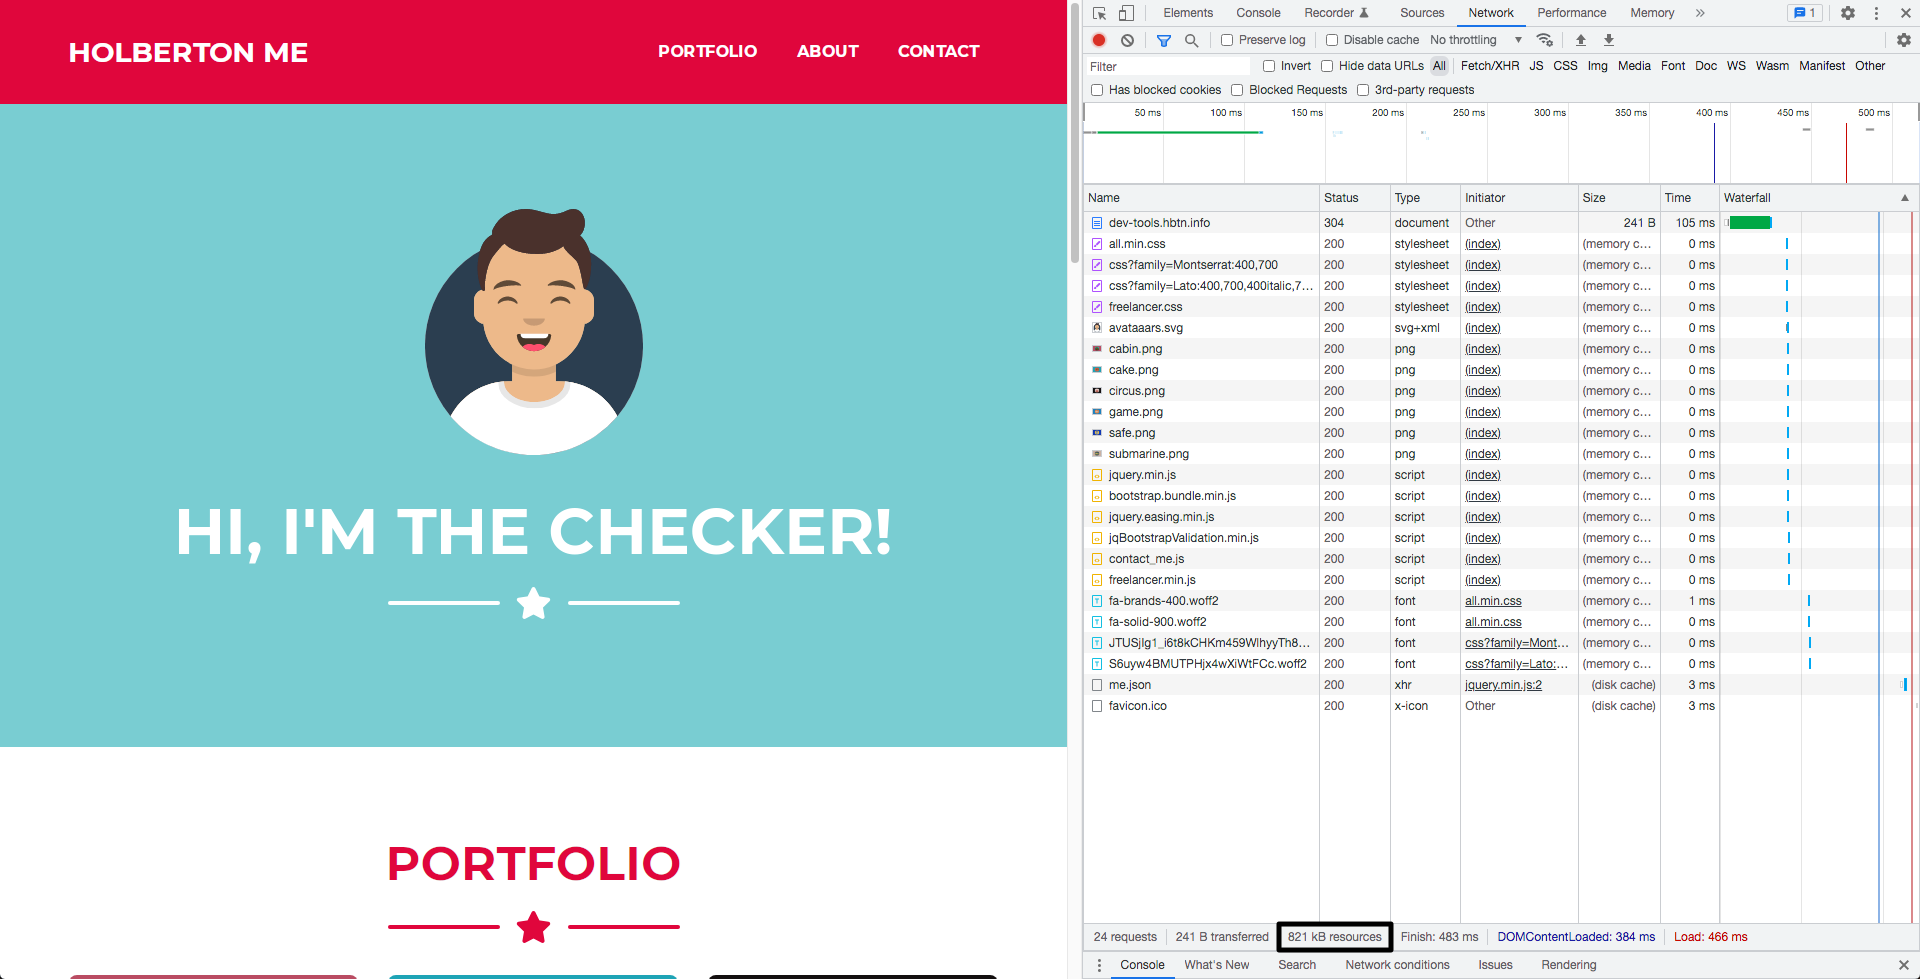 HOLBERTON ME
PORTFOLIO ABOUT CONTACT
HI, I'M THE CHECKER!
PORTFOLIO
Elements Console Recorder Sources Network Performance Memory » 1
Preserve log Disable cache No throttling
Filter Invert Hide data URLs All Fetch/XHR JS CSS Img Media Font Doc WS Wasm Manifest Other
Has blocked cookies Blocked Requests 3rd-party requests
50 ms 100 ms 150 ms 200 ms 250 ms 300 ms 350 ms 400 ms 450 ms 500 ms
Name Status Type Initiator Size Time Waterfall
dev-tools.hbtn.info 304 document Other 241 B 105 ms
all.min.css 200 stylesheet (index) (memory c... 0 ms
css?family=Montserrat:400,700 200 stylesheet (index) (memory c... 0 ms
css?family=Lato:400,700,400italic,7... 200 stylesheet (index) (memory c... 0 ms
freelancer.css 200 stylesheet (index) (memory c... 0 ms
avataaars.svg 200 svg+xml (index) (memory c... 0 ms
cabin.png 200 png (index) (memory c... 0 ms
cake.png 200 png (index) (memory c... 0 ms
circus.png 200 png (index) (memory c... 0 ms
game.png 200 png (index) (memory c... 0 ms
safe.png 200 png (index) (memory c... 0 ms
submarine.png 200 png (index) (memory c... 0 ms
jquery.min.js 200 script (index) (memory c... 0 ms
bootstrap.bundle.min.js 200 script (index) (memory c... 0 ms
jquery.easing.min.js 200 script (index) (memory c... 0 ms
jqBootstrapValidation.min.js 200 script (index) (memory c... 0 ms
contact_me.js 200 script (index) (memory c... 0 ms
freelancer.min.js 200 script (index) (memory c... 0 ms
fa-brands-400.woff2 200 font all.min.css (memory c... 1 ms
fa-solid-900.woff2 200 font all.min.css (memory c... 0 ms
JTUSjIg1_i6t8kCHKm459WlhyyTh8... 200 font css?family=Mont... (memory c... 0 ms
S6uyw4BMUTPHjx4wXiWtFCc.woff2 200 font css?family=Lato:... (memory c... 0 ms
me.json 200 xhr jquery.min.js:2 (disk cache) 3 ms
favicon.ico 200 x-icon Other (disk cache) 3 ms
24 requests 241 B transferred 821 kB resources Finish: 483 ms DOMContentLoaded: 384 ms Load: 466 ms
Console What's New Search Network conditions Issues Rendering